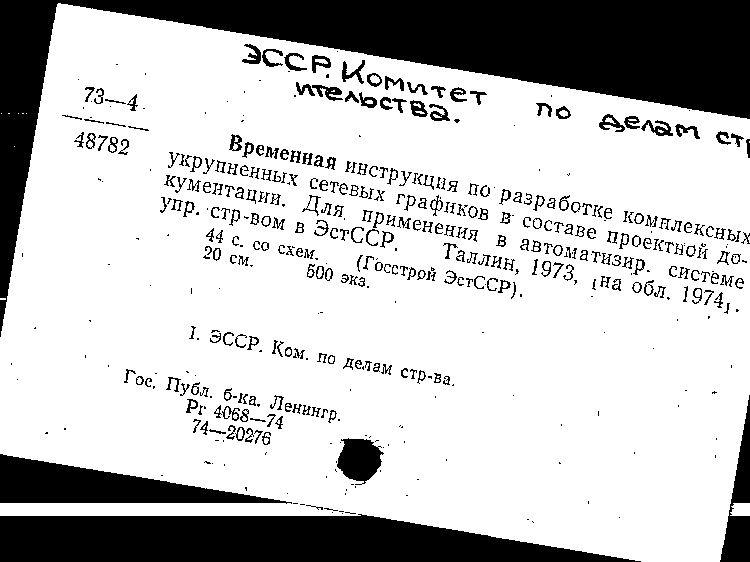 ЭССР. Комитет по делам стр
ительства.
73—4
48782
Временная инструкция по разработке комплексных
укрупненных сетевых графиков в составе проектной до-
кументации. Для применения в автоматизир. системе
упр. стр-вом в ЭстССР. Таллин, 1973, [на обл. 1974].
44 с. со схем. (Госстрой ЭстССР).
20 см. 500 экз.
I. ЭССР. Ком. по делам стр-ва.
Гос. Публ. б-ка. Ленингр.
Рг 4068—74
74—20276